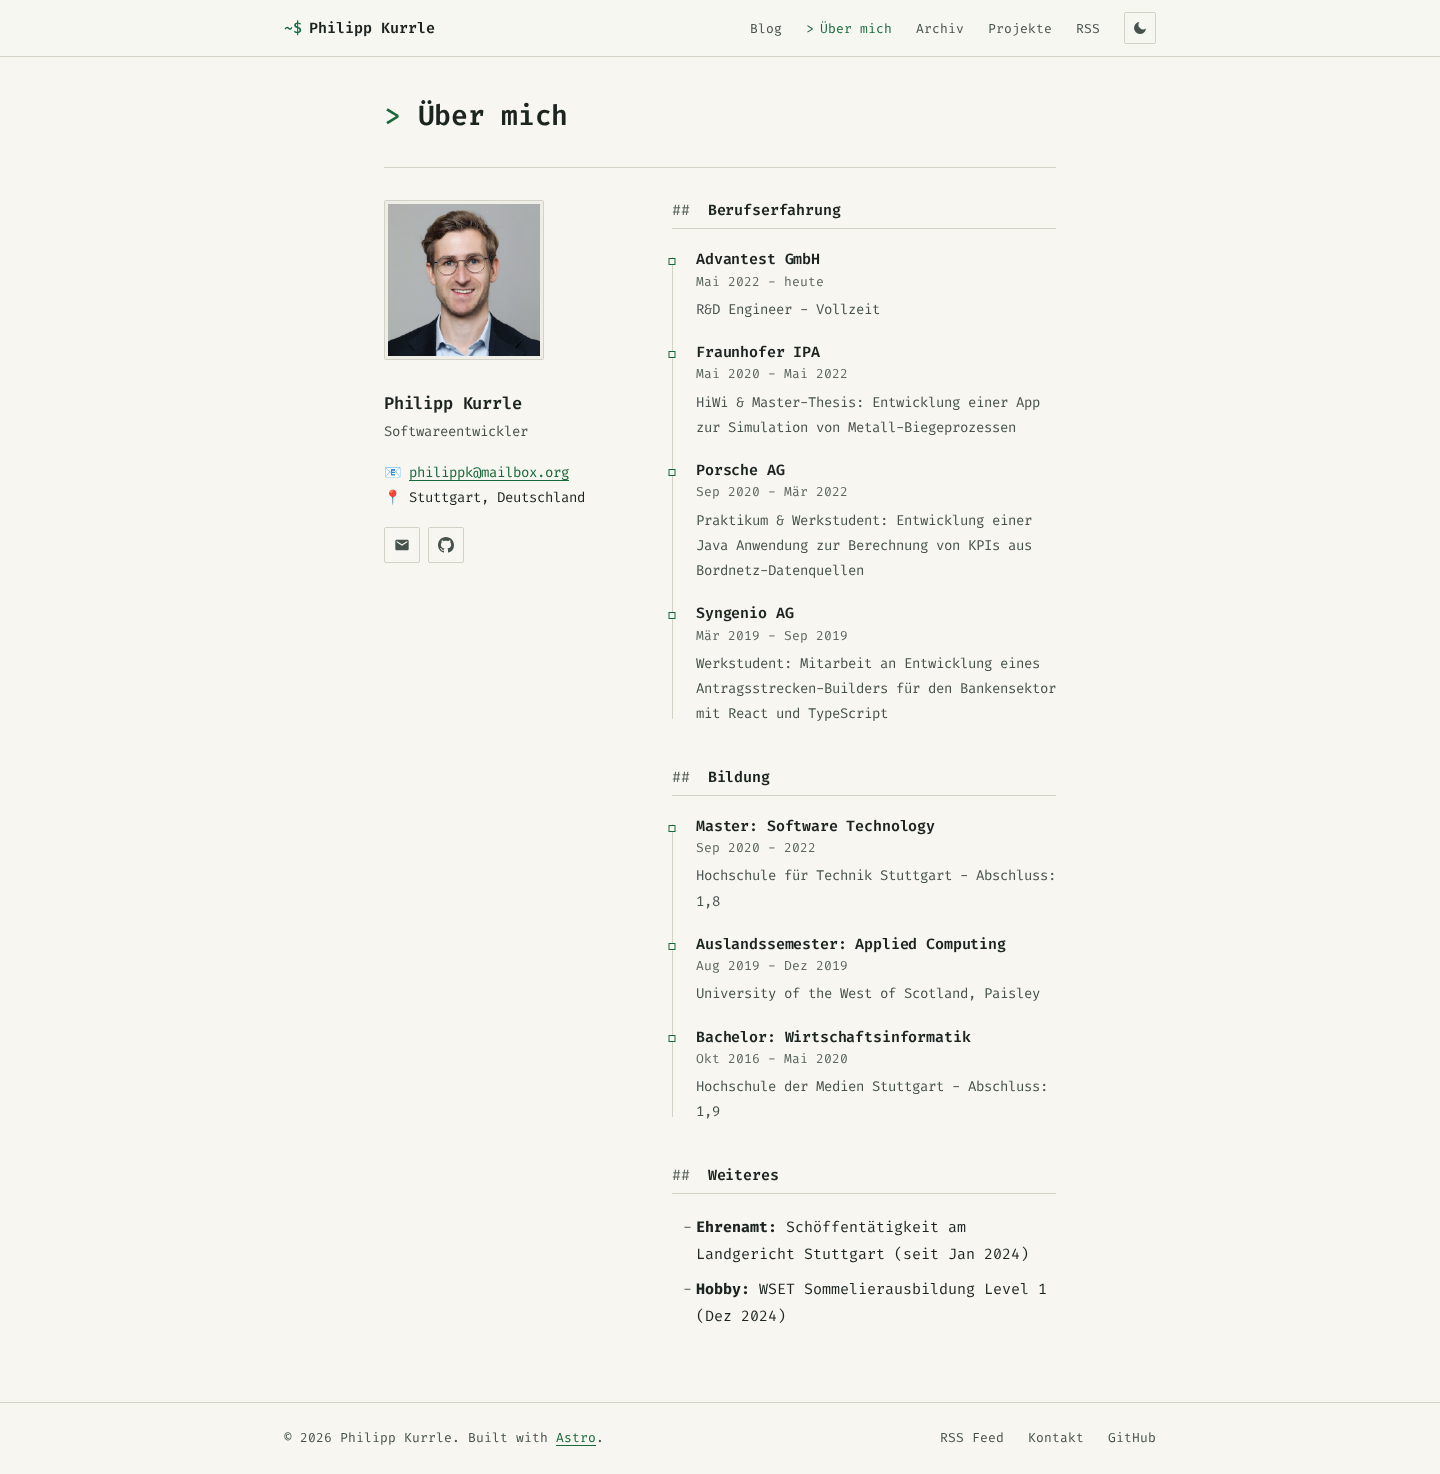 ~$ Philipp Kurrle
Blog
> Über mich
Archiv
Projekte
RSS
> Über mich
Philipp Kurrle
Softwareentwickler
philippk@mailbox.org
Stuttgart, Deutschland
## Berufserfahrung
Advantest GmbH
Mai 2022 - heute
R&D Engineer - Vollzeit
Fraunhofer IPA
Mai 2020 - Mai 2022
HiWi & Master-Thesis: Entwicklung einer App
zur Simulation von Metall-Biegeprozessen
Porsche AG
Sep 2020 - Mär 2022
Praktikum & Werkstudent: Entwicklung einer
Java Anwendung zur Berechnung von KPIs aus
Bordnetz-Datenquellen
Syngenio AG
Mär 2019 - Sep 2019
Werkstudent: Mitarbeit an Entwicklung eines
Antragsstrecken-Builders für den Bankensektor
mit React und TypeScript
## Bildung
Master: Software Technology
Sep 2020 - 2022
Hochschule für Technik Stuttgart - Abschluss:
1,8
Auslandssemester: Applied Computing
Aug 2019 - Dez 2019
University of the West of Scotland, Paisley
Bachelor: Wirtschaftsinformatik
Okt 2016 - Mai 2020
Hochschule der Medien Stuttgart - Abschluss:
1,9
## Weiteres
- Ehrenamt: Schöffentätigkeit am
Landgericht Stuttgart (seit Jan 2024)
- Hobby: WSET Sommelierausbildung Level 1
(Dez 2024)
© 2026 Philipp Kurrle. Built with Astro.
RSS Feed
Kontakt
GitHub